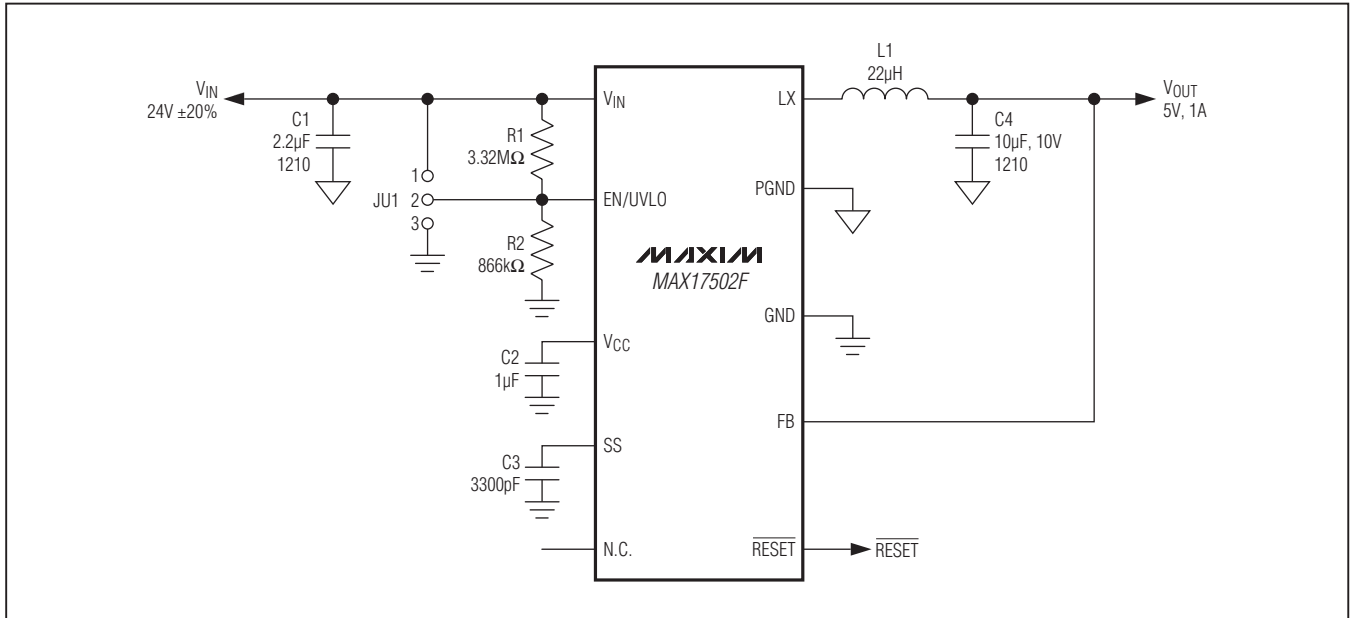 VIN
24V ±20%
C1
2.2µF
1210
1
JU1 2
3
R1
3.32MΩ
R2
866kΩ
C2
1µF
C3
3300pF
VIN
EN/UVLO
VCC
SS
N.C.
MAXIM
MAX17502F
LX
PGND
GND
FB
RESET
L1
22µH
C4
10µF, 10V
1210
VOUT
5V, 1A
RESET